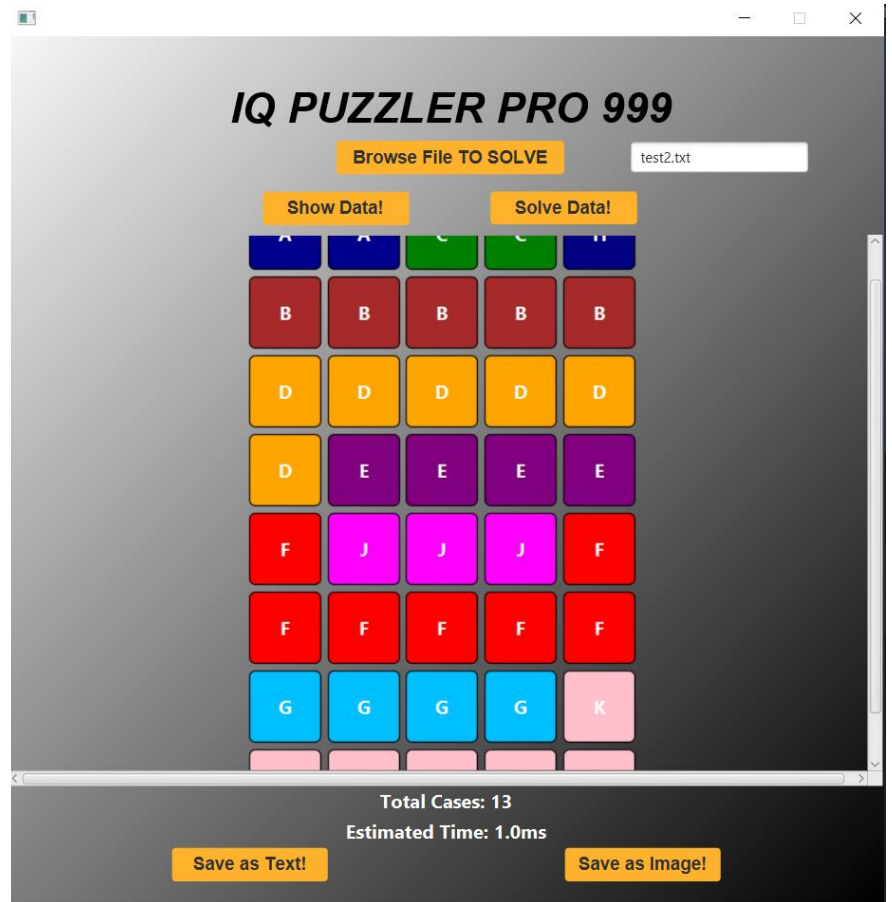 IQ PUZZLER PRO 999
Browse File TO SOLVE test2.txt
Show Data! Solve Data!
A A C C H
B B B B B
D D D D D
D E E E E
F J J J F
F F F F F
G G G G K
Total Cases: 13
Estimated Time: 1.0ms
Save as Text! Save as Image!